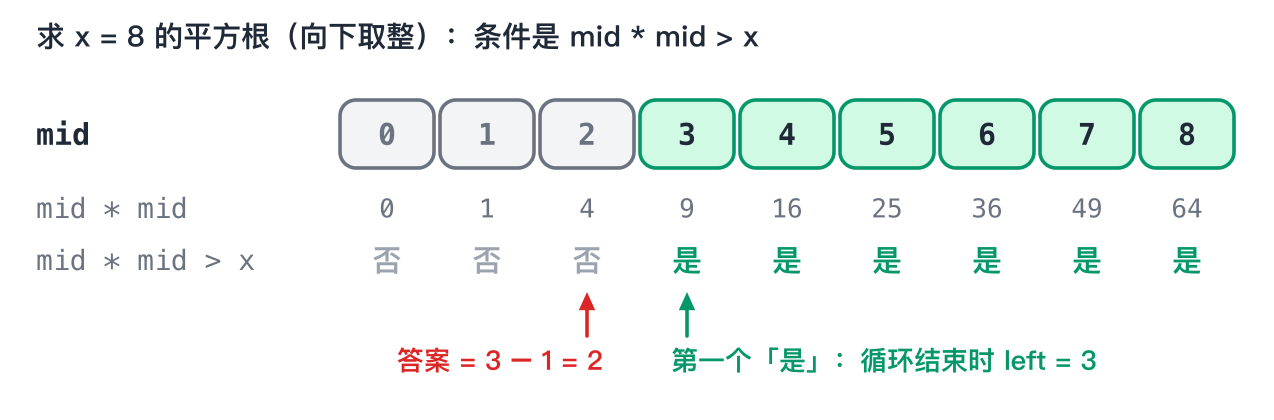 求 x = 8 的平方根（向下取整）：条件是 mid * mid > x
mid 0 1 2 3 4 5 6 7 8
mid * mid 0 1 4 9 16 25 36 49 64
mid * mid > x 否 否 否 是 是 是 是 是 是
答案 = 3 − 1 = 2 第一个「是」：循环结束时 left = 3